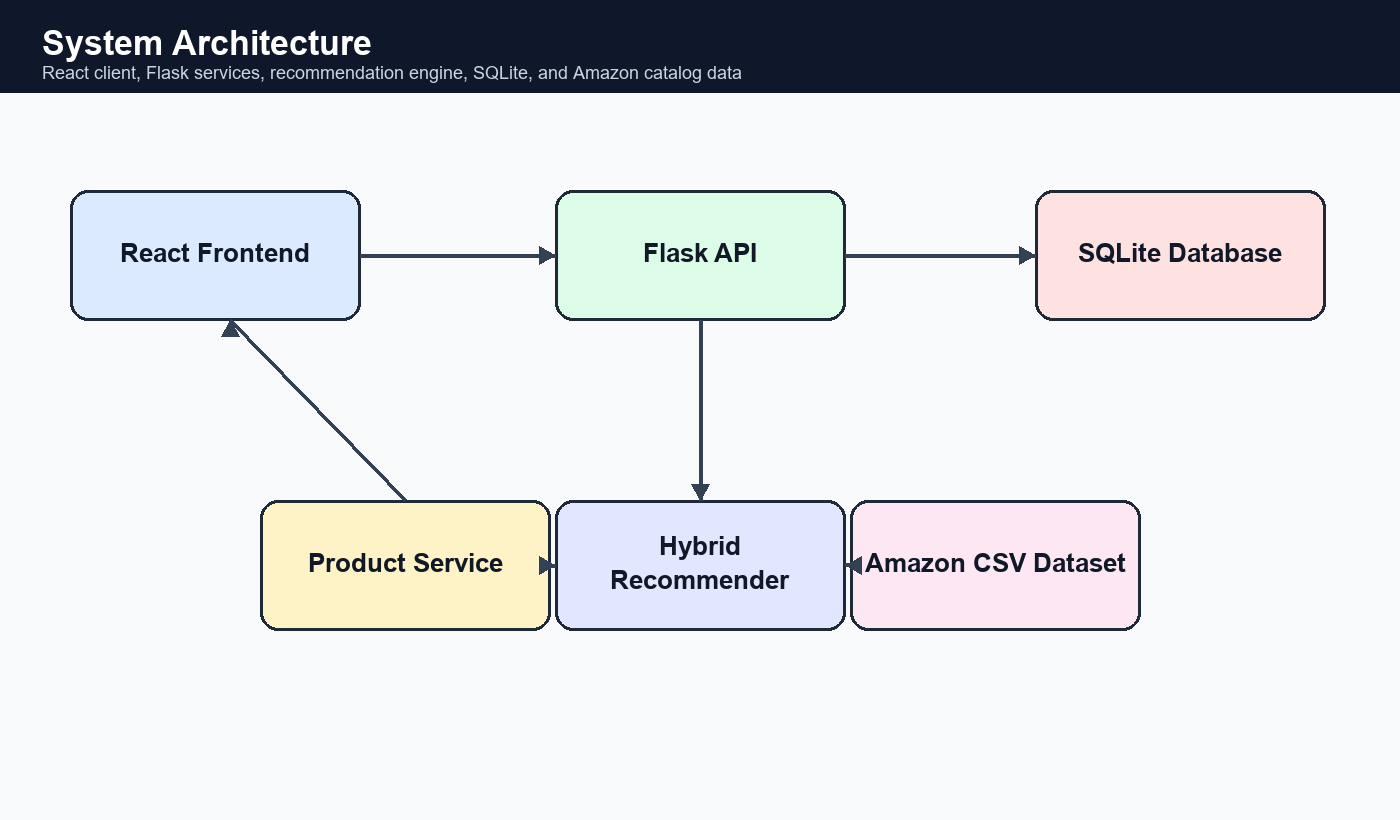 System Architecture
React client, Flask services, recommendation engine, SQLite, and Amazon catalog data
React Frontend
Flask API
SQLite Database
Product Service
Hybrid
Recommender
Amazon CSV Dataset